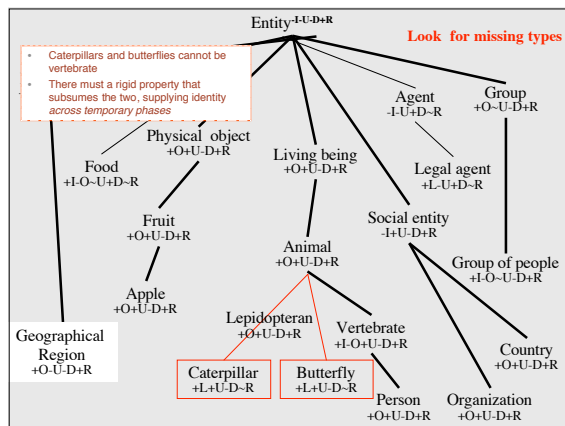 Entity-I-U-D+R
Look for missing types
• Caterpillars and butterflies cannot be
vertebrate
• There must a rigid property that
subsumes the two, supplying identity
across temporary phases
Agent
-I-U+D~R
Group
+O~U-D+R
Physical object
+O+U-D+R
Food
+I-O~U+D~R
Living being
+O+U-D+R
Legal agent
+L-U+D~R
Fruit
+O+U-D+R
Social entity
-I+U-D+R
Animal
+O+U-D+R
Group of people
+I-O~U-D+R
Apple
+O+U-D+R
Lepidopteran
+O+U-D+R
Vertebrate
+I-O+U-D+R
Geographical
Region
+O-U-D+R
Caterpillar
+L+U-D~R
Butterfly
+L+U-D~R
Country
+O+U-D+R
Person
+O+U-D+R
Organization
+O+U-D+R